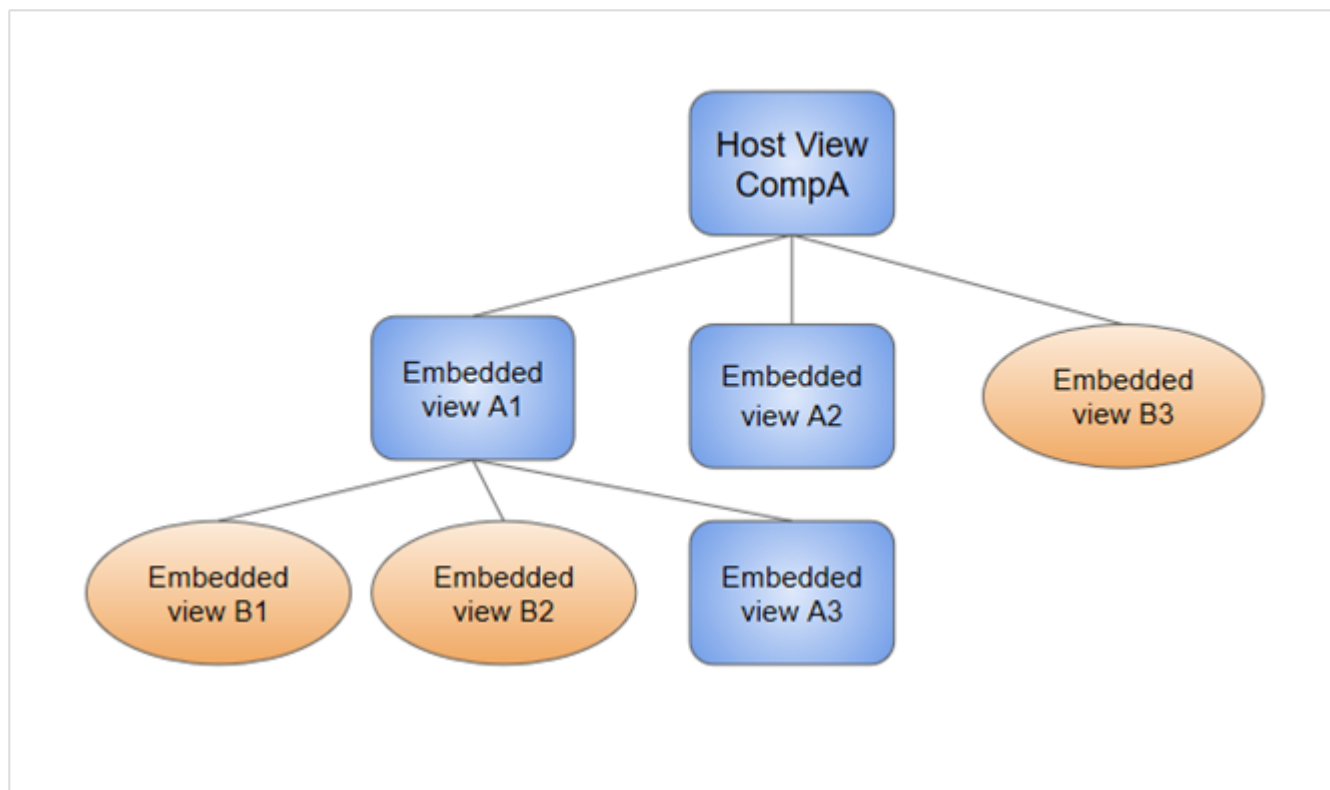 Host View
CompA
Embedded
view A1
Embedded
view A2
Embedded
view B3
Embedded
view B1
Embedded
view B2
Embedded
view A3